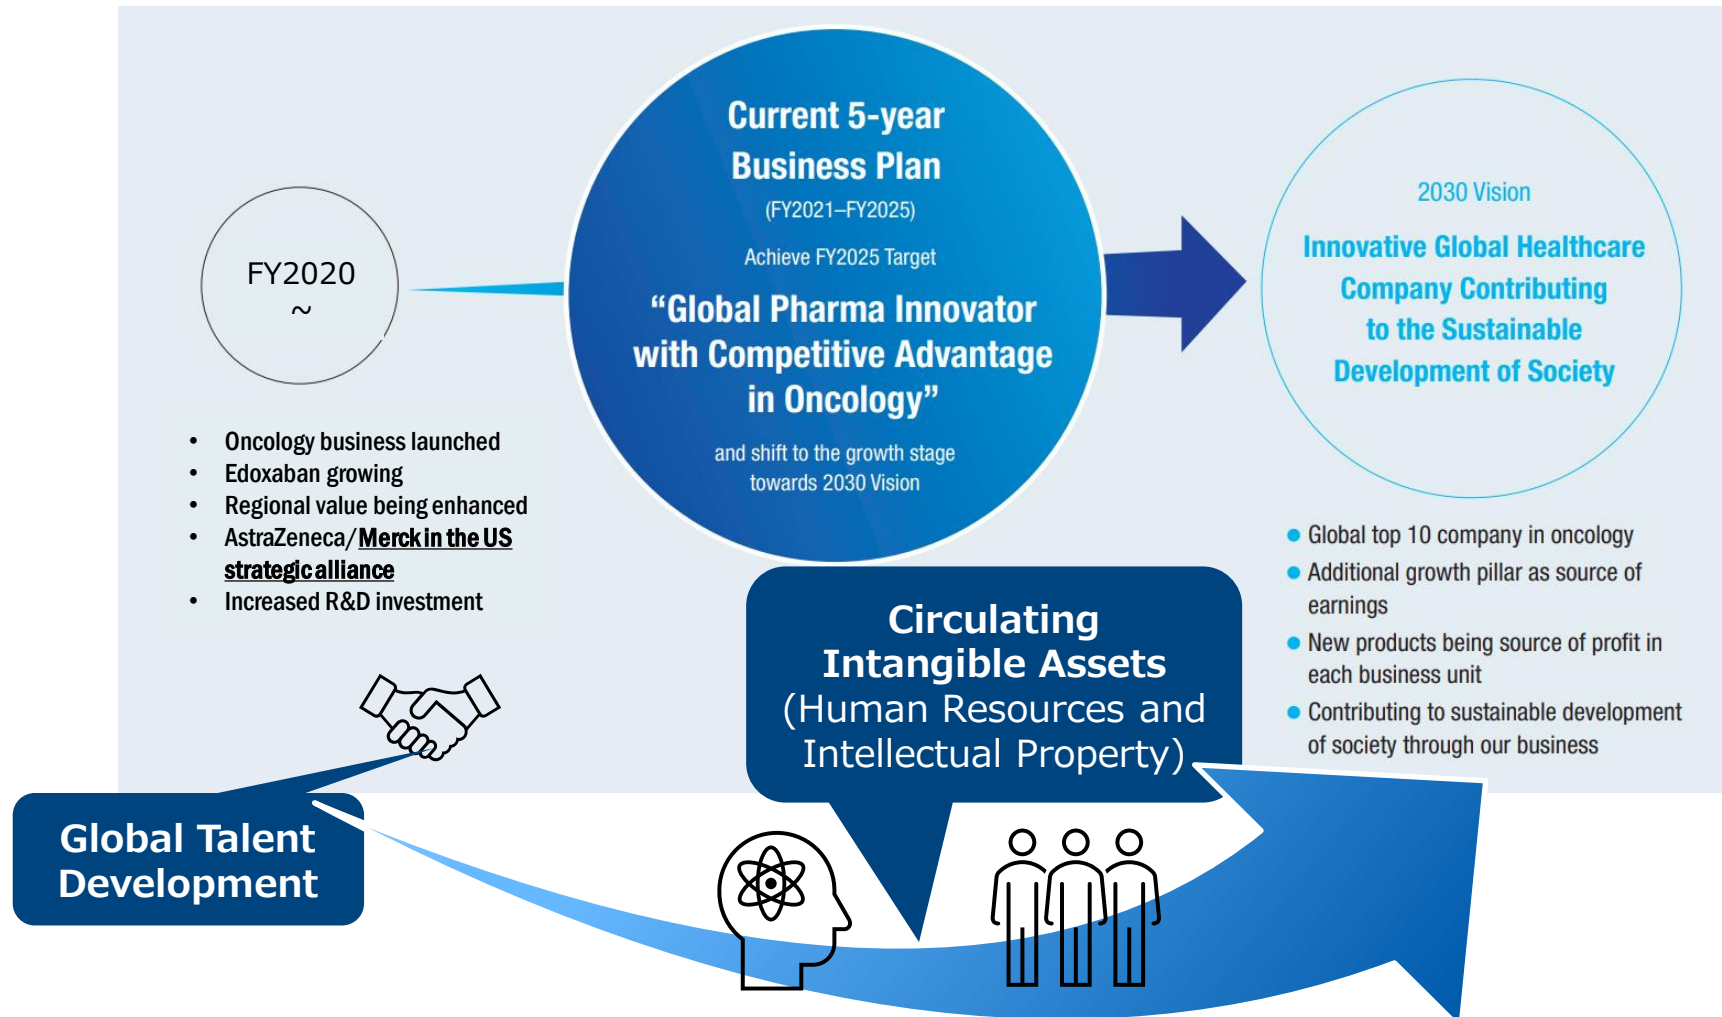 FY2020
~
• Oncology business launched
• Edoxaban growing
• Regional value being enhanced
• AstraZeneca/Merck in the US
strategic alliance
• Increased R&D investment
Current 5-year
Business Plan
(FY2021–FY2025)
Achieve FY2025 Target
“Global Pharma Innovator
with Competitive Advantage
in Oncology”
and shift to the growth stage
towards 2030 Vision
2030 Vision
Innovative Global Healthcare
Company Contributing
to the Sustainable
Development of Society
● Global top 10 company in oncology
● Additional growth pillar as source of
earnings
● New products being source of profit in
each business unit
● Contributing to sustainable development
of society through our business
Global Talent
Development
Circulating
Intangible Assets
(Human Resources and
Intellectual Property)